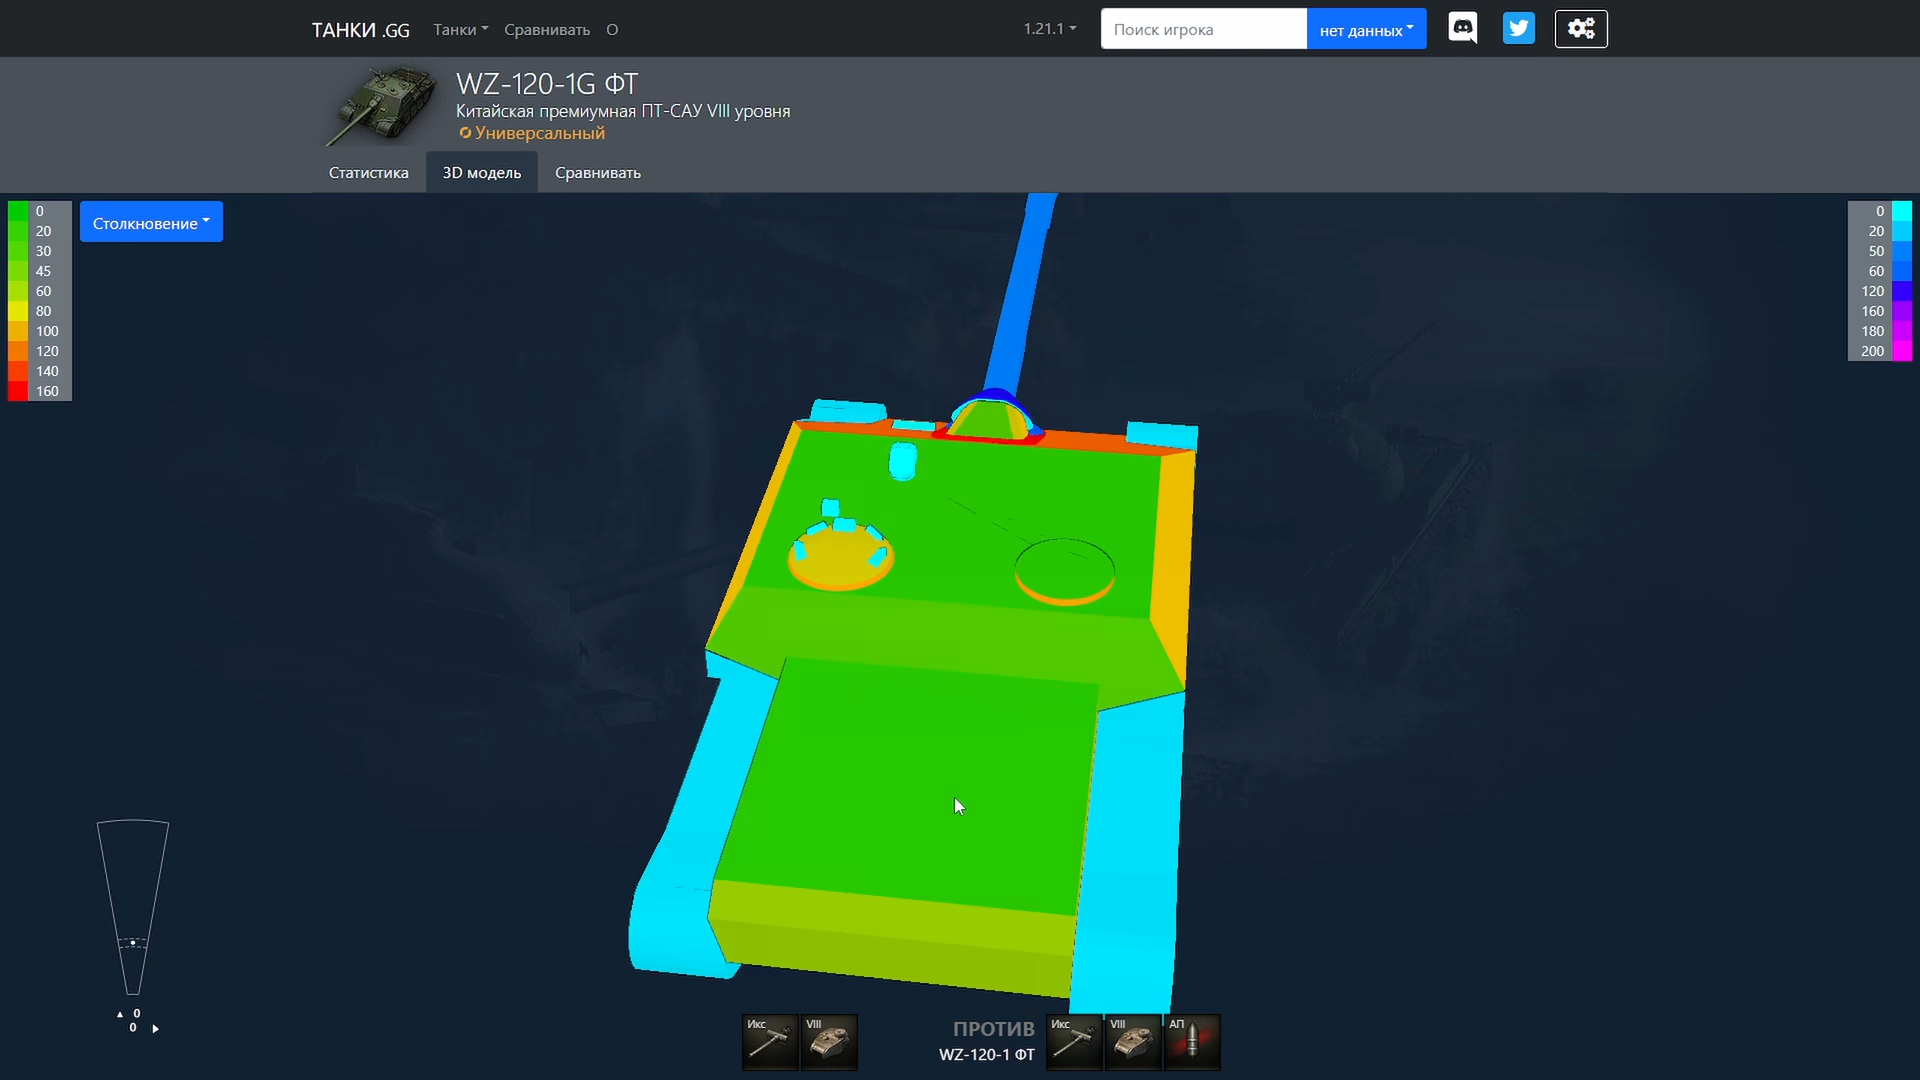 ТАНКИ .GG
Танки
Сравнивать
О
1.21.1
Поиск игрока
нет данных
WZ-120-1G ФТ
Китайская премиумная ПТ-САУ VIII уровня
Универсальный
Статистика
3D модель
Сравнивать
0
20
30
45
60
80
100
120
140
160
Столкновение
0
20
50
60
120
160
180
200
0
0
Икс
VIII
ПРОТИВ
WZ-120-1 ФТ
Икс
VIII
АП